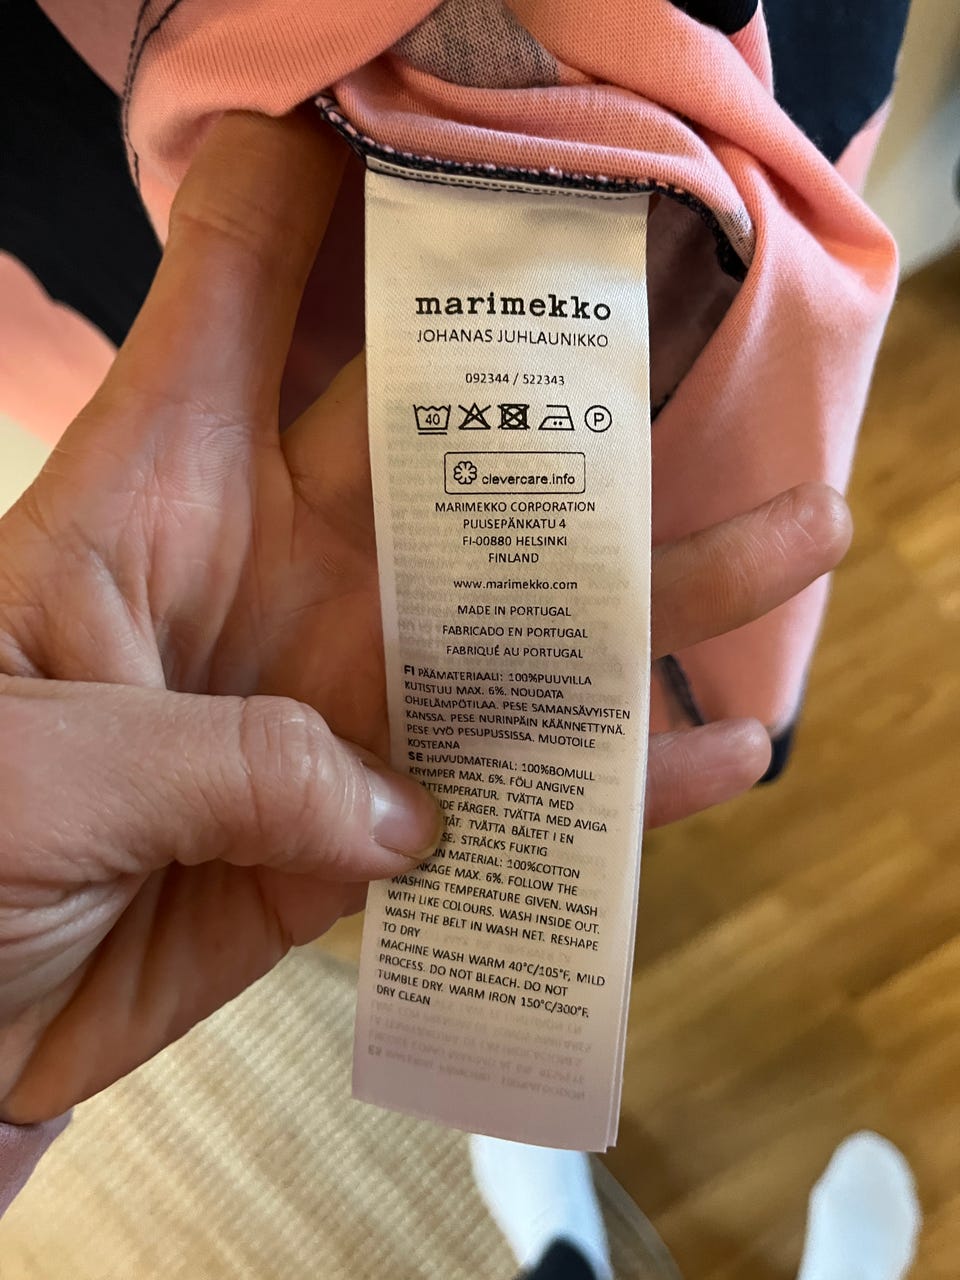 marimekko
JOHANAS JUHLAUNIKKO
092344 / 522343
40 P
clevercare.info
MARIMEKKO CORPORATION
PUUSEPÄNKATU 4
FI-00880 HELSINKI
FINLAND
www.marimekko.com
MADE IN PORTUGAL
FABRICADO EN PORTUGAL
FABRIQUÉ AU PORTUGAL
FI PÄÄMATERIAALI: 100%PUUVILLA
KUTISTUU MAX. 6%. NOUDATA
OHJELÄMPÖTILAA. PESE SAMANSÄVYISTEN
KANSSA. PESE NURINPÄIN KÄÄNNETTYNÄ.
PESE VYÖ PESUPUSSISSA. MUOTOILE
KOSTEANA
SE HUVUDMATERIAL: 100%BOMULL
KRYMPER MAX. 6%. FÖLJ ANGIVEN
TVÄTTA MED
FÄRGER. TVÄTTA MED AVIGA
TVÄTTA BÄLTET I EN
STRÄCKS FUKTIG
MATERIAL: 100%COTTON
MAX. 6%. FOLLOW THE
WASHING TEMPERATURE GIVEN. WASH
WITH LIKE COLOURS. WASH INSIDE OUT.
WASH THE BELT IN WASH NET. RESHAPE
TO DRY
MACHINE WASH WARM 40°C/105°F, MILD
PROCESS. DO NOT BLEACH. DO NOT
TUMBLE DRY. WARM IRON 150°C/300°F.
DRY CLEAN